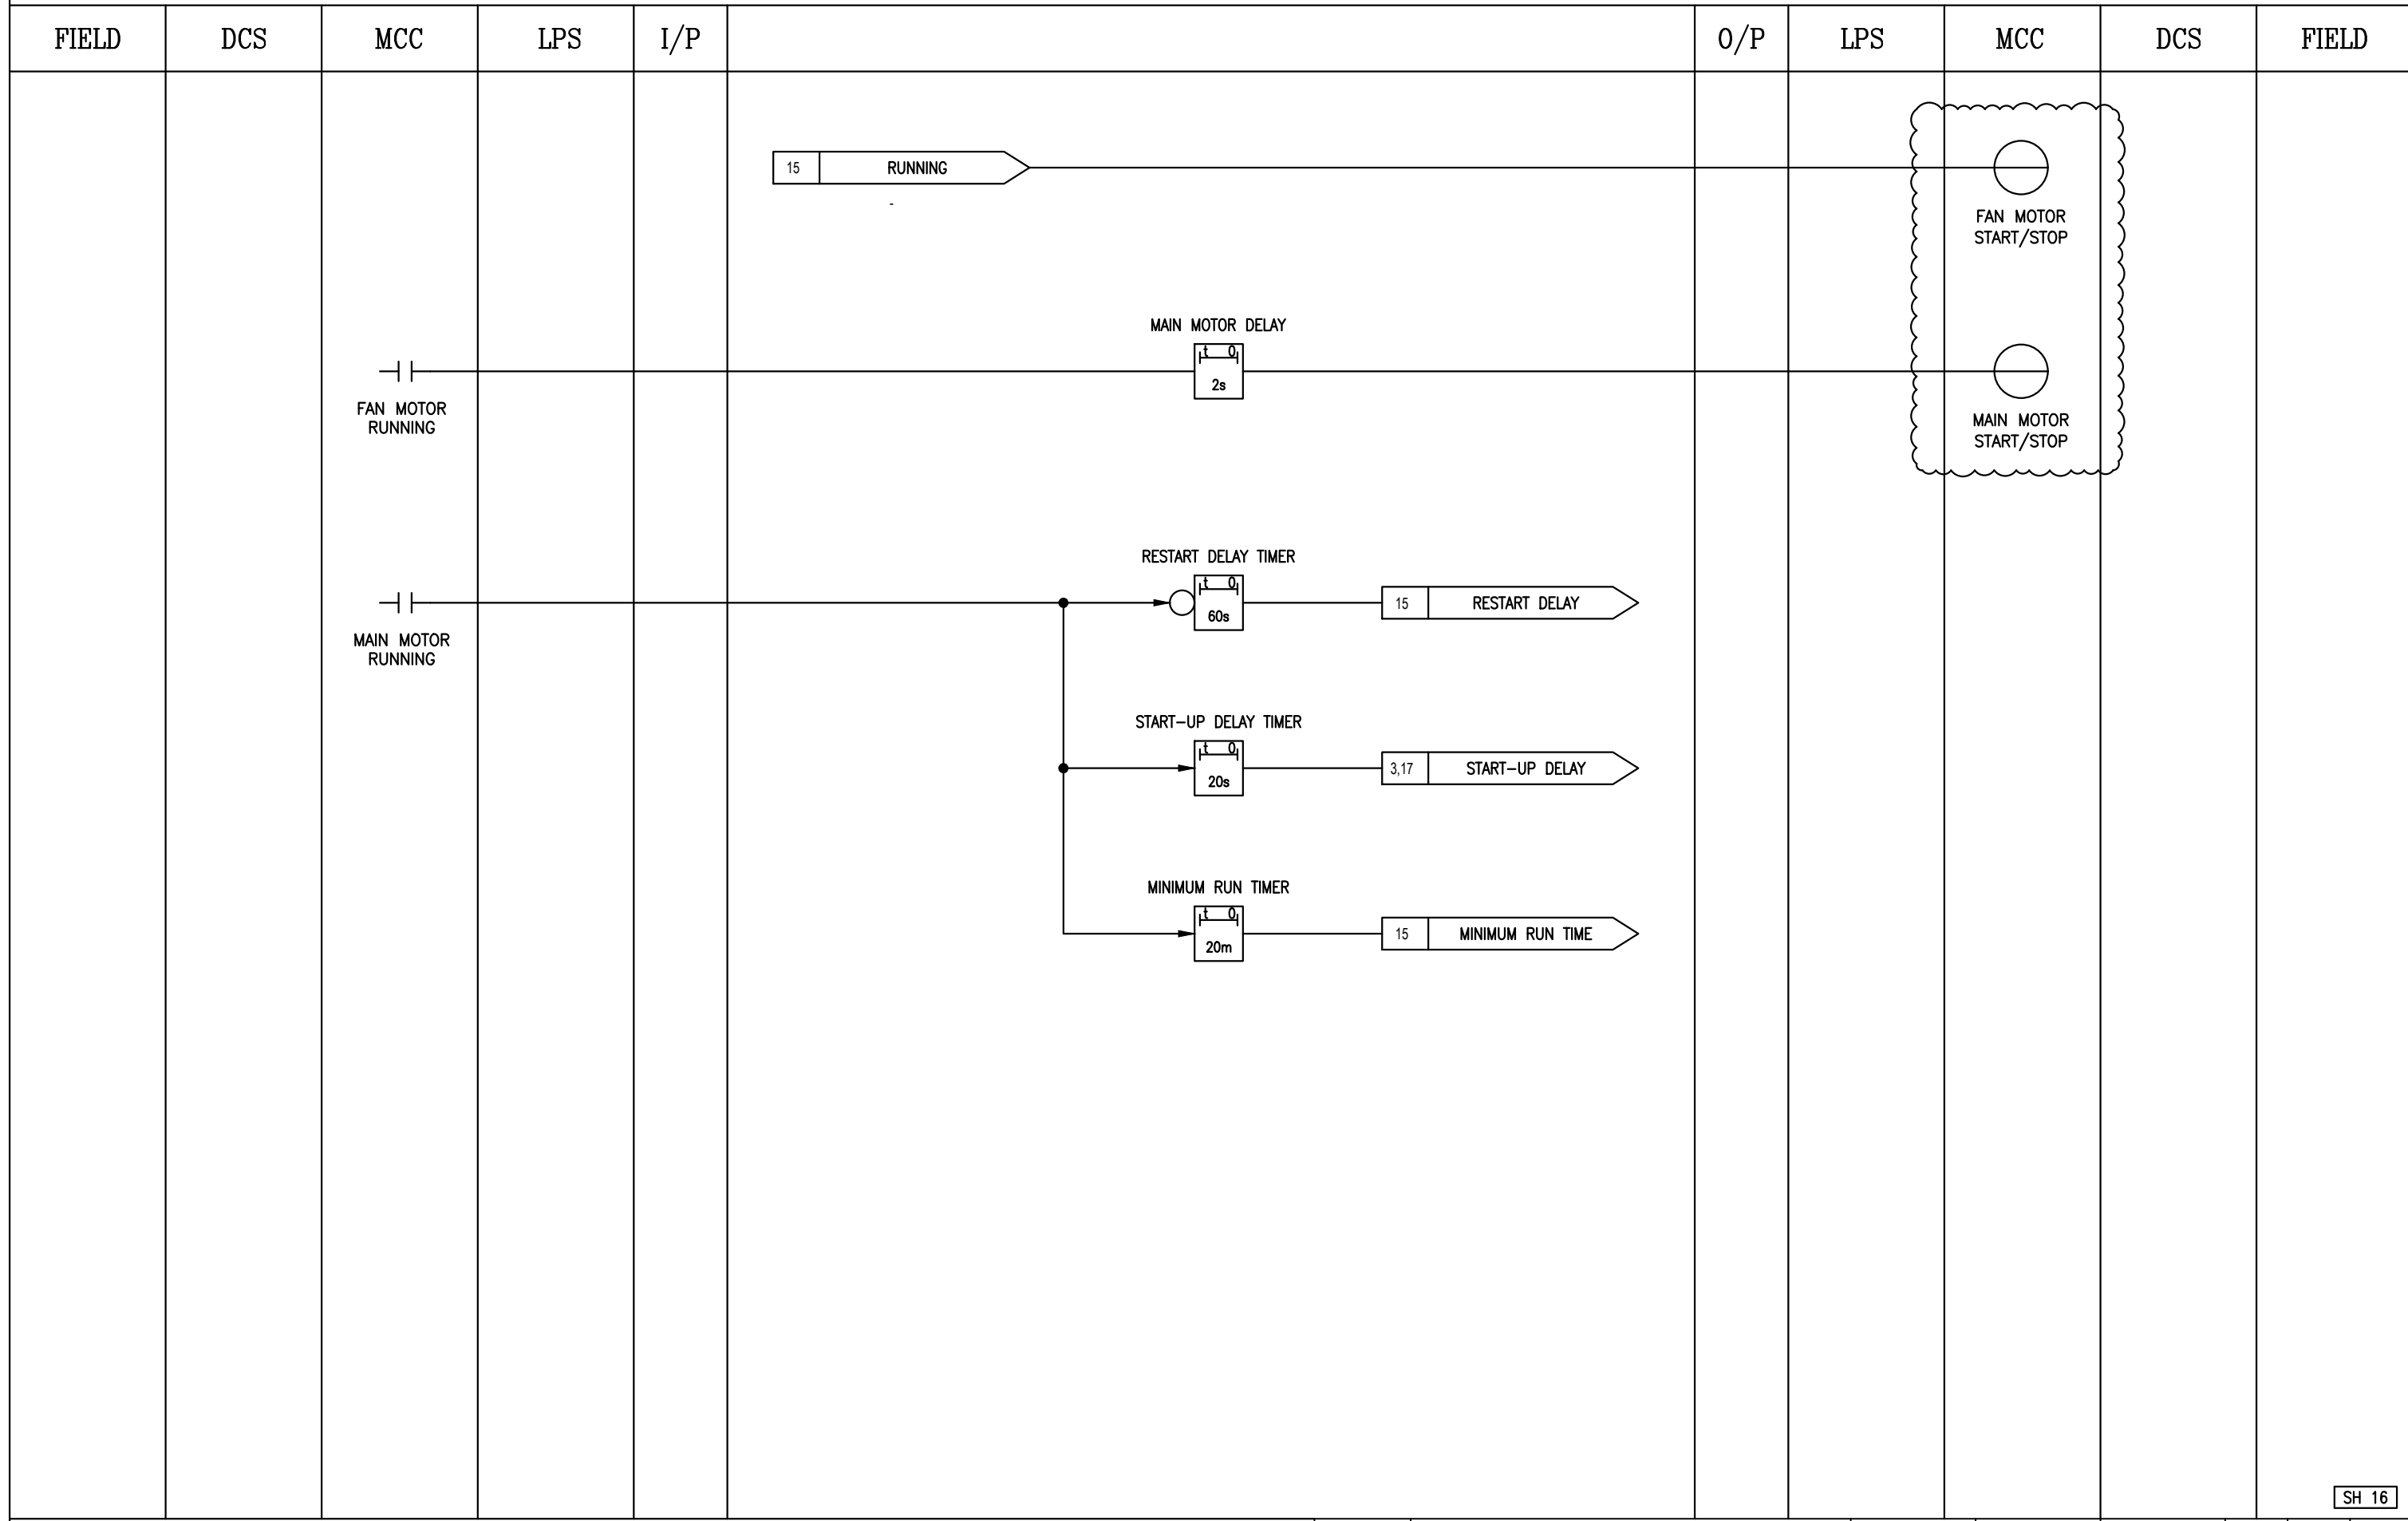 FIELD DCS MCC LPS I/P O/P LPS MCC DCS FIELD
15 RUNNING
-
FAN MOTOR
START/STOP
MAIN MOTOR DELAY
t 0
2s
FAN MOTOR
RUNNING
MAIN MOTOR
START/STOP
RESTART DELAY TIMER
t 0
60s
15 RESTART DELAY
MAIN MOTOR
RUNNING
START-UP DELAY TIMER
t 0
20s
3,17 START-UP DELAY
MINIMUM RUN TIMER
t 0
20m
15 MINIMUM RUN TIME
SH 16